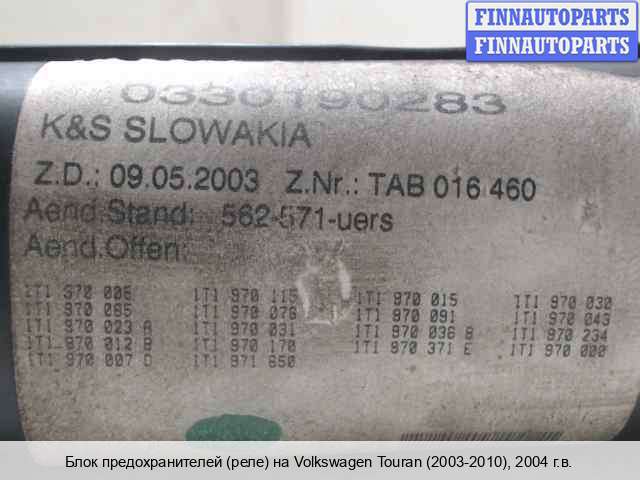 FINNAUTOPARTS
FINNAUTOPARTS
0330190283
K&S SLOWAKIA
Z.D.: 09.05.2003 Z.Nr.: TAB 016 460
Aend.Stand: 562-571-uers
Aend.Offen:
1T1 970 006 1T1 970 115 1T1 970 015 1T1 970 030
1T1 970 085 1T1 970 076 1T1 970 091 1T1 970 043
1T1 970 023 A 1T1 970 031 1T1 970 036 B 1T1 970 234
1T1 970 012 B 1T1 970 170 1T1 970 371 E 1T1 970 000
1T1 970 007 1T1 971 650
Блок предохранителей (реле) на Volkswagen Touran (2003-2010), 2004 г.в.